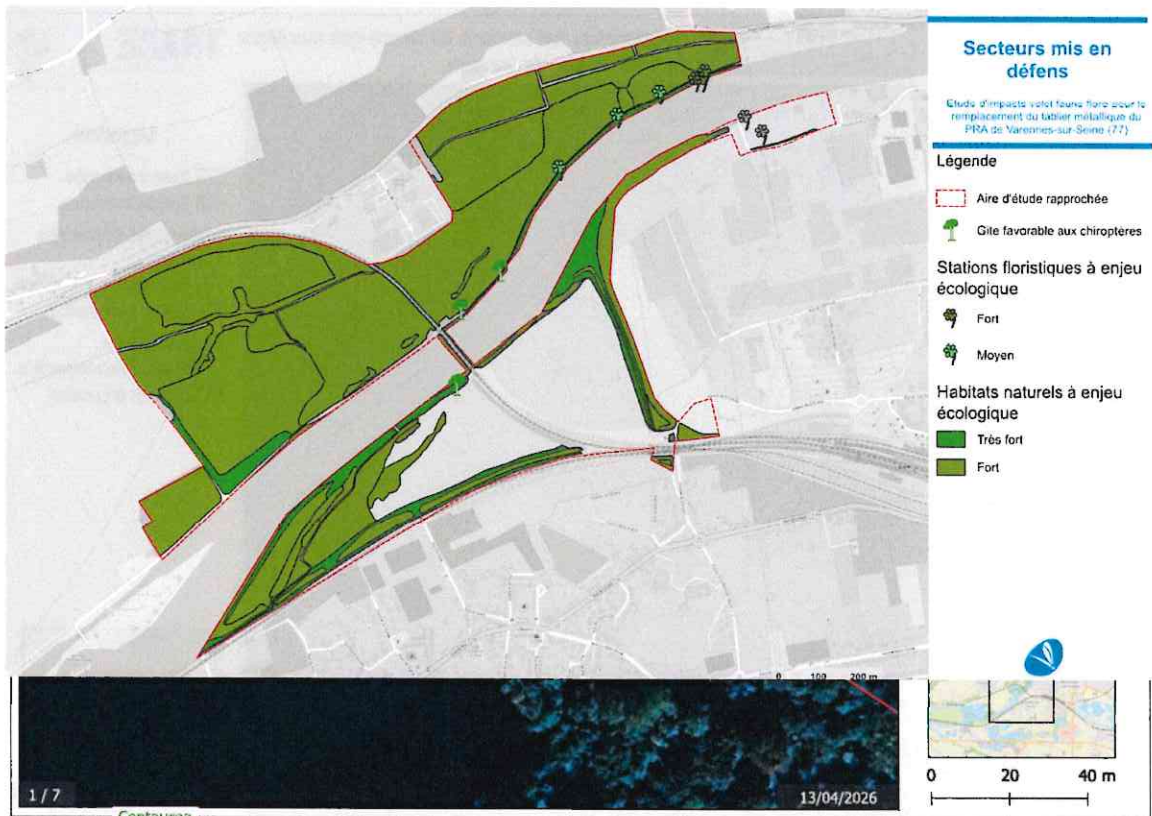 Secteurs mis en
défens
Etude d'impacts volet faune flore pour le
remplacement du tablier métallique du
PRA de Varennes-sur-Seine (77)
Légende
Aire d'étude rapprochée
Gîte favorable aux chiroptères
Stations floristiques à enjeu
écologique
Fort
Moyen
Habitats naturels à enjeu
écologique
Très fort
Fort
0 100 200 m
1 / 7
13/04/2026
0 20 40 m
Centaurea